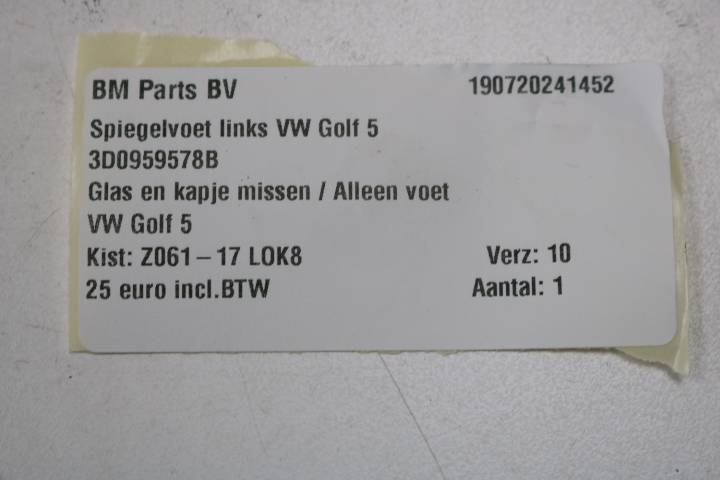 BM Parts BV 190720241452
Spiegelvoet links VW Golf 5
3D0959578B
Glas en kapje missen / Alleen voet
VW Golf 5
Kist: Z061-17 LOK8 Verz: 10
25 euro incl.BTW Aantal: 1